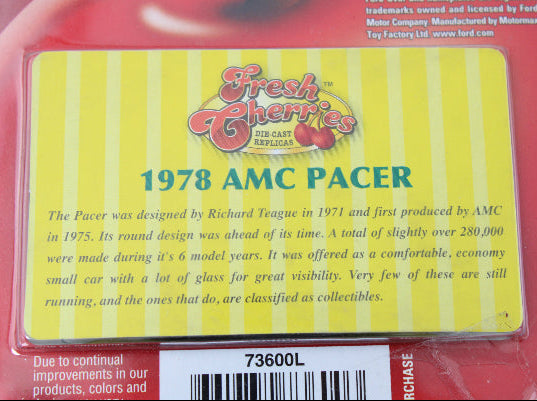 trademarks owned and licensed by Ford
Motor Company. Manufactured by Motormax
Toy Factory Ltd. www.ford.com
Fresh
Cherries
TM
DIE-CAST
REPLICAS
1978 AMC PACER
The Pacer was designed by Richard Teague in 1971 and first produced by AMC
in 1975. Its round design was ahead of its time. A total of slightly over 280,000
were made during it's 6 model years. It was offered as a comfortable, economy
small car with a lot of glass for great visibility. Very few of these are still
running, and the ones that do, are classified as collectibles.
Due to continual
improvements in our
products, colors and
73600L
RCHASE